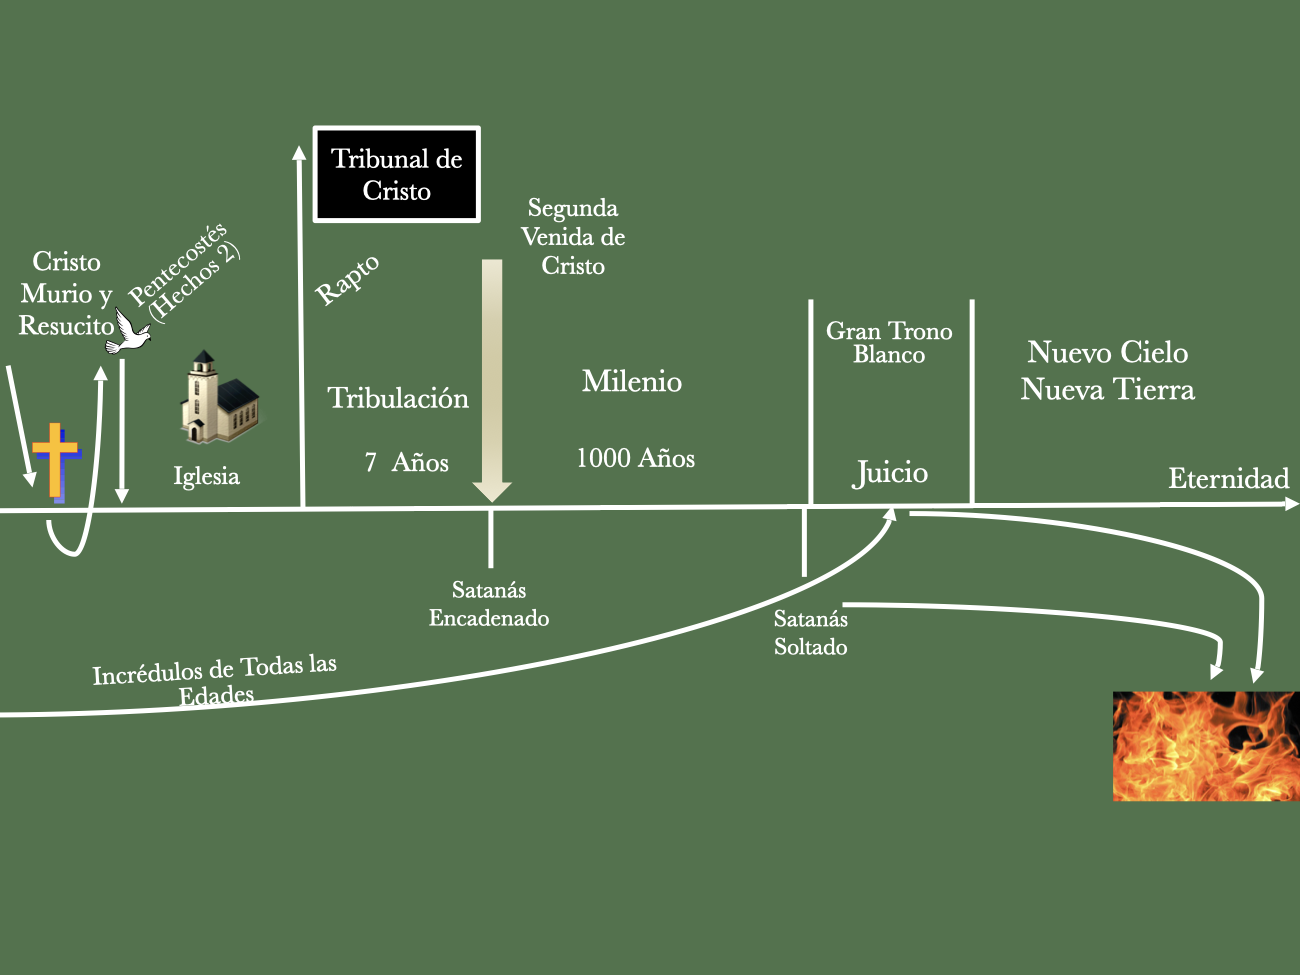 Tribunal de
Cristo
Segunda
Venida de
Cristo
Pentecostés
(Hechos 2)
Cristo
Murio y
Resucito
Rapto
Gran Trono
Blanco
Nuevo Cielo
Nueva Tierra
Milenio
Tribulación
7 Años
1000 Años
Juicio
Iglesia
Eternidad
Satanás
Encadenado
Satanás
Soltado
Incrédulos de Todas las
Edades